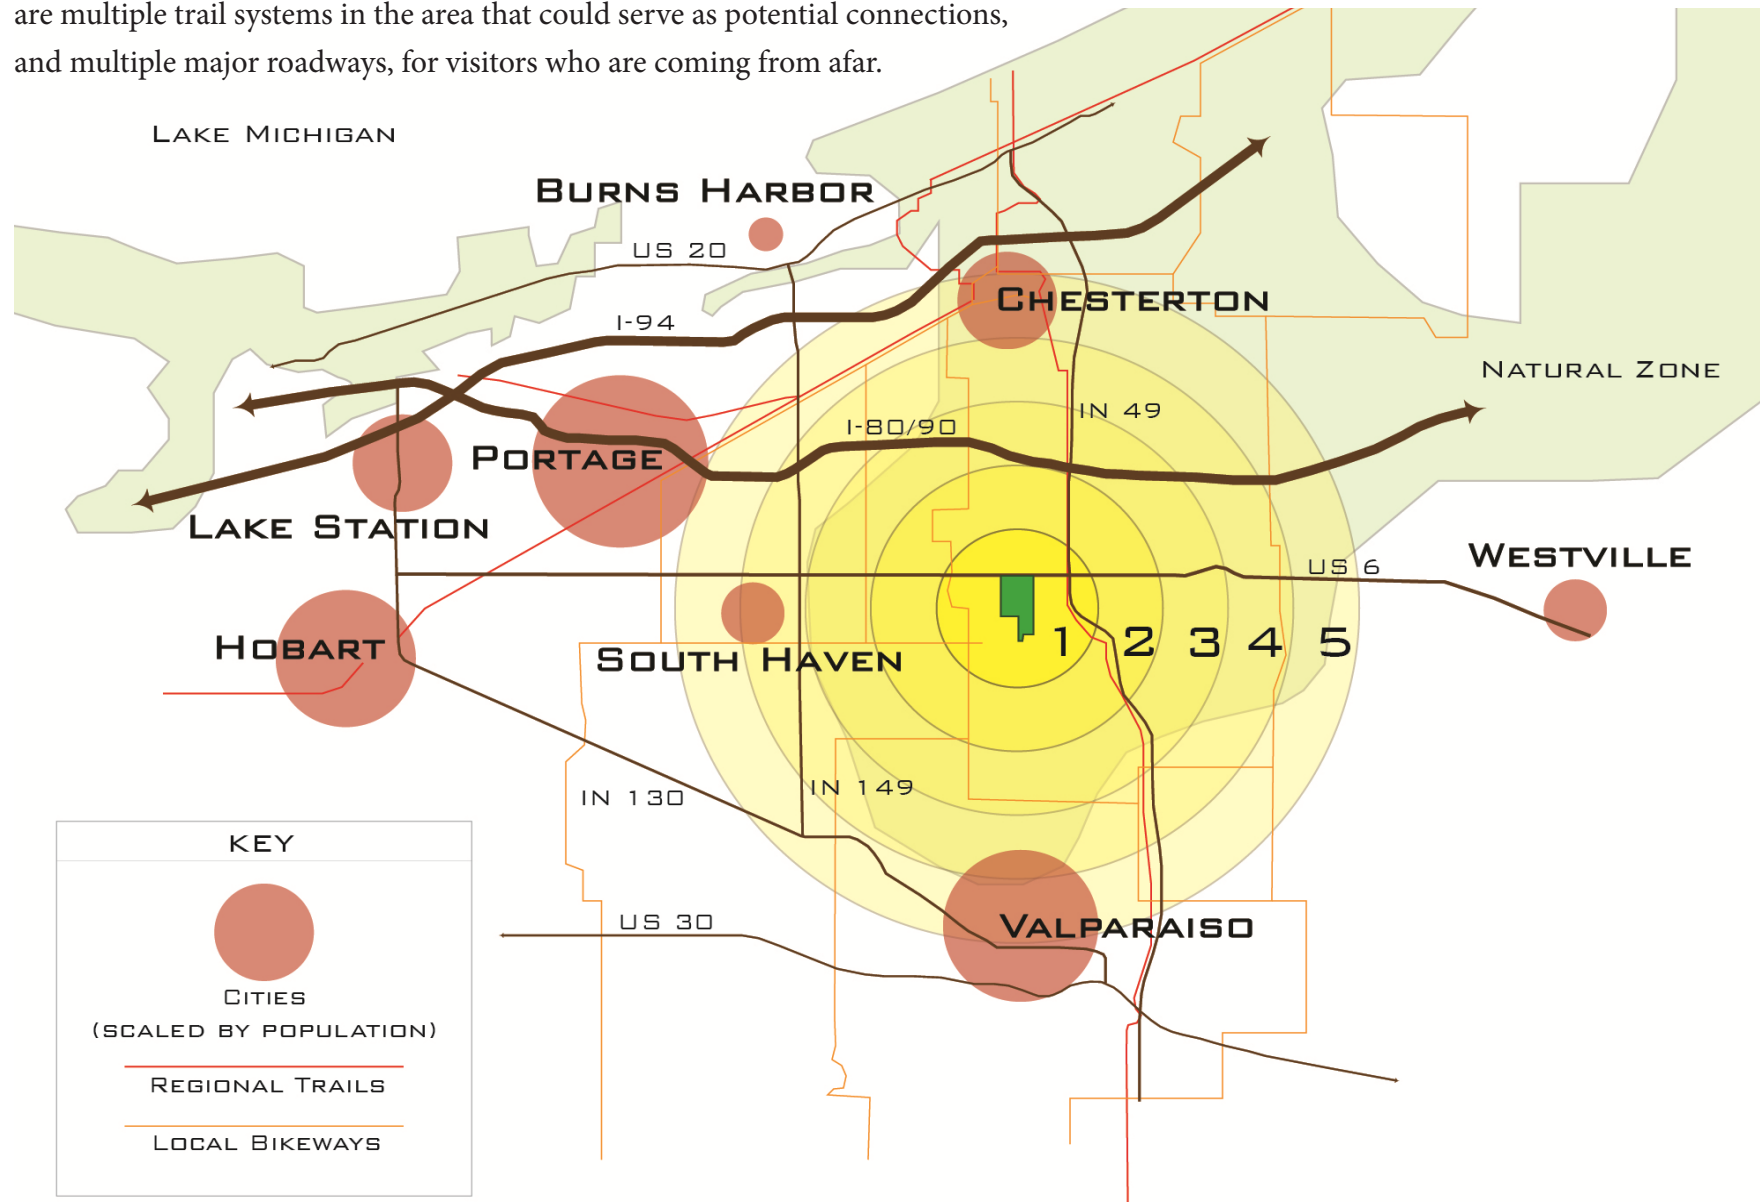 are multiple trail systems in the area that could serve as potential connections,
and multiple major roadways, for visitors who are coming from afar.
Lake Michigan
Burns Harbor
US 20
I-94
Chesterton
Natural Zone
IN 49
I-80/90
Portage
Lake Station
Westville
US 6
Hobart
South Haven
1 2 3 4 5
IN 130
IN 149
Key
US 30
Valparaiso
Cities
(scaled by population)
Regional Trails
Local Bikeways